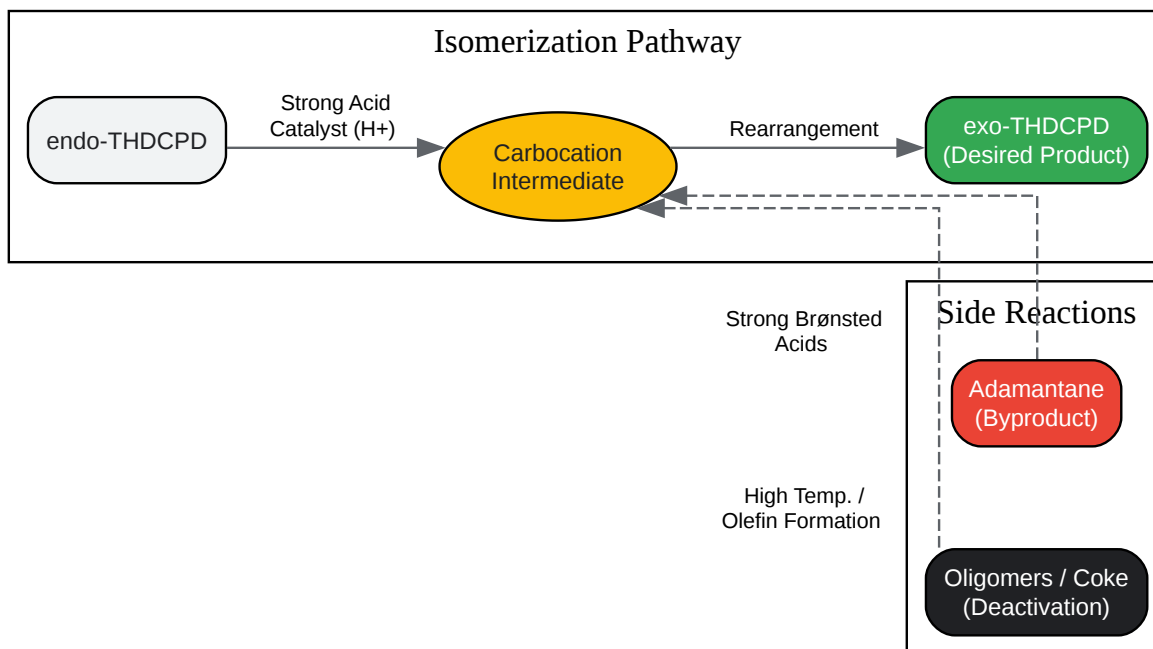 Isomerization Pathway
endo-THDCPD
Strong Acid
Catalyst (H+)
Carbocation
Intermediate
Rearrangement
exo-THDCPD
(Desired Product)
Side Reactions
Strong Brønsted
Acids
Adamantane
(Byproduct)
High Temp. /
Olefin Formation
Oligomers / Coke
(Deactivation)